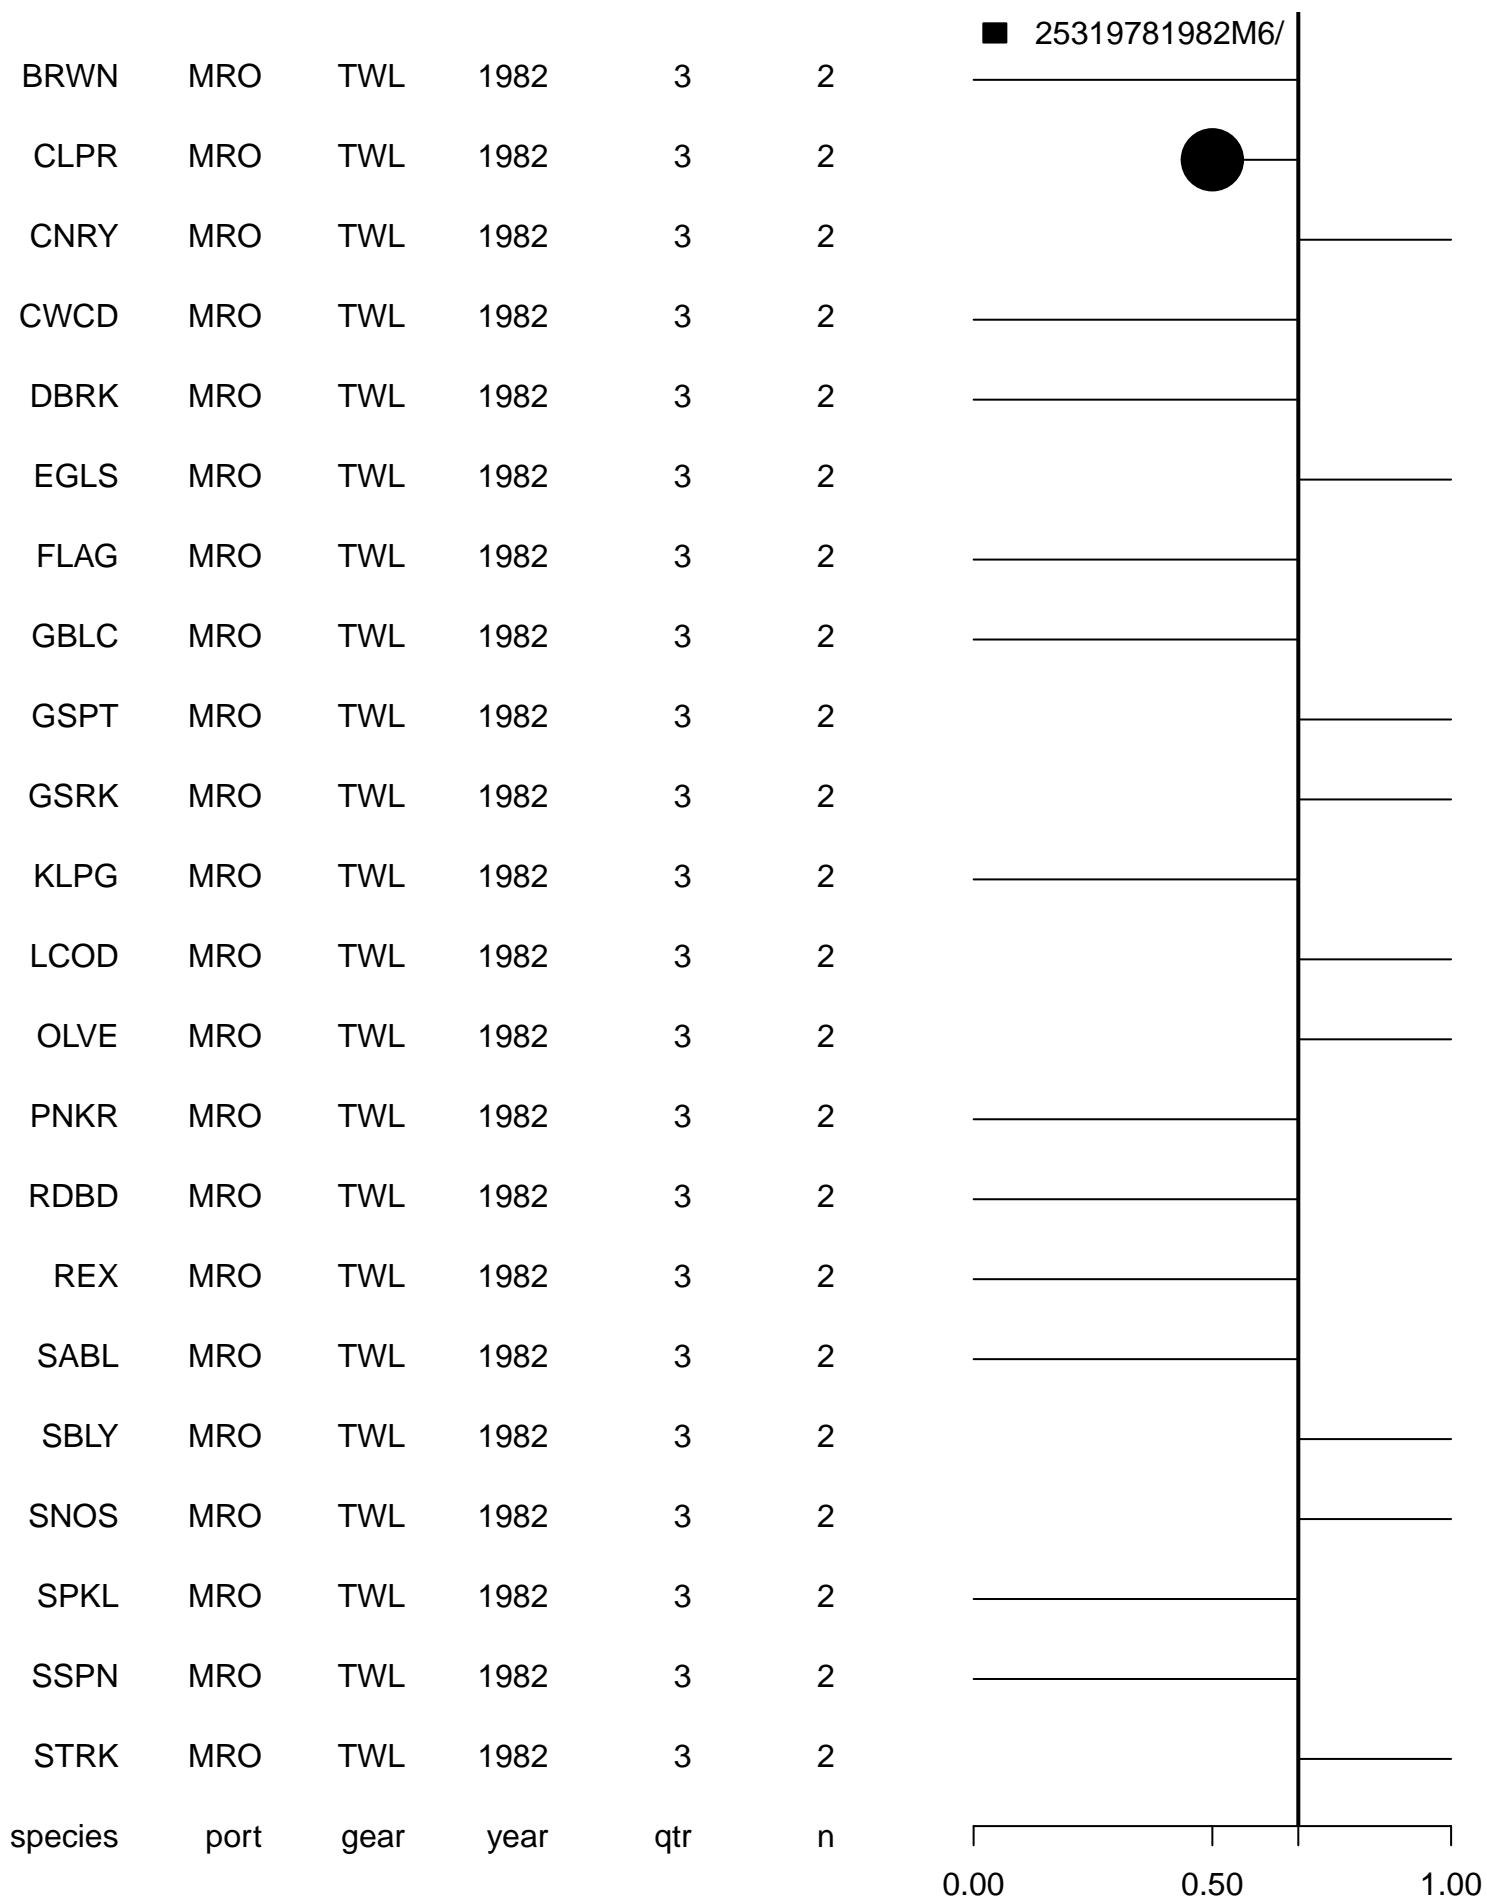 25319781982M6/
BRWN MRO TWL 1982 3 2
CLPR MRO TWL 1982 3 2
CNRY MRO TWL 1982 3 2
CWCD MRO TWL 1982 3 2
DBRK MRO TWL 1982 3 2
EGLS MRO TWL 1982 3 2
FLAG MRO TWL 1982 3 2
GBLC MRO TWL 1982 3 2
GSPT MRO TWL 1982 3 2
GSRK MRO TWL 1982 3 2
KLPG MRO TWL 1982 3 2
LCOD MRO TWL 1982 3 2
OLVE MRO TWL 1982 3 2
PNKR MRO TWL 1982 3 2
RDBD MRO TWL 1982 3 2
REX MRO TWL 1982 3 2
SABL MRO TWL 1982 3 2
SBLY MRO TWL 1982 3 2
SNOS MRO TWL 1982 3 2
SPKL MRO TWL 1982 3 2
SSPN MRO TWL 1982 3 2
STRK MRO TWL 1982 3 2
species port gear year qtr n
0.00 0.50 1.00